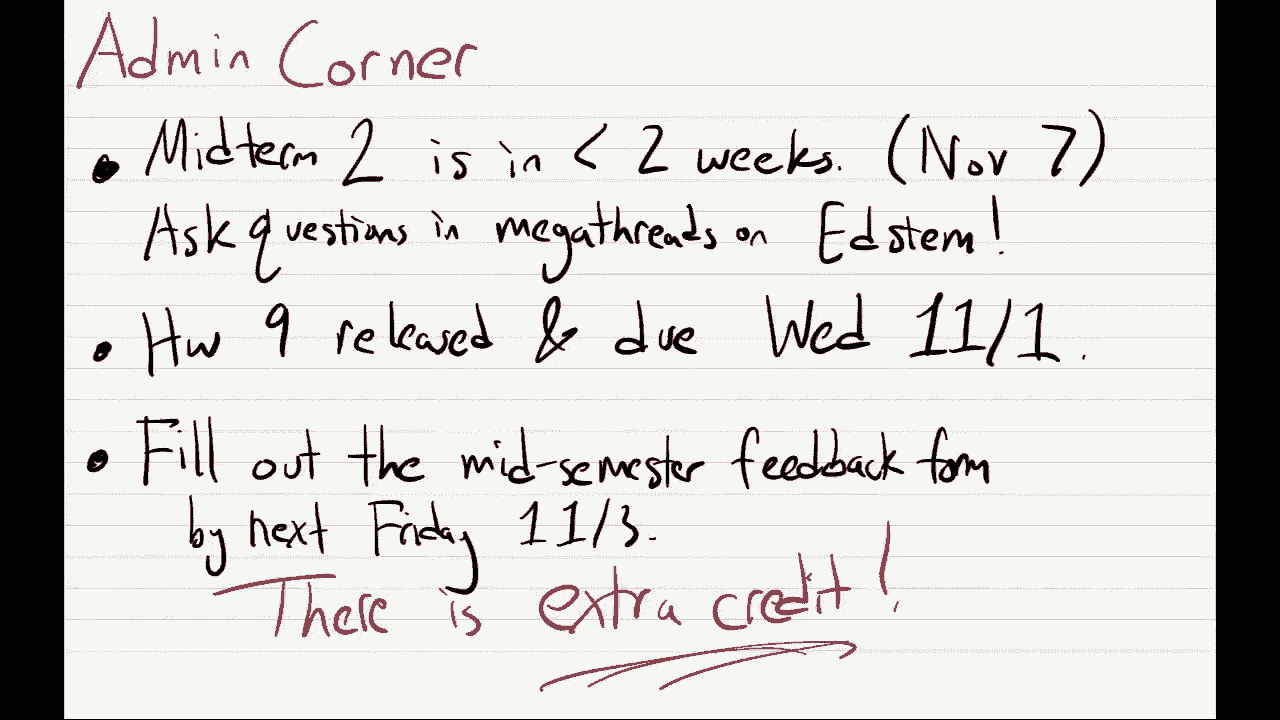 Admin Corner
• Midterm 2 is in < 2 weeks. (Nov 7)
Ask questions in megathreads on Edstem!
• Hw 9 released & due Wed 11/1.
• Fill out the mid-semester feedback form
by next Friday 11/3.
There is extra credit!